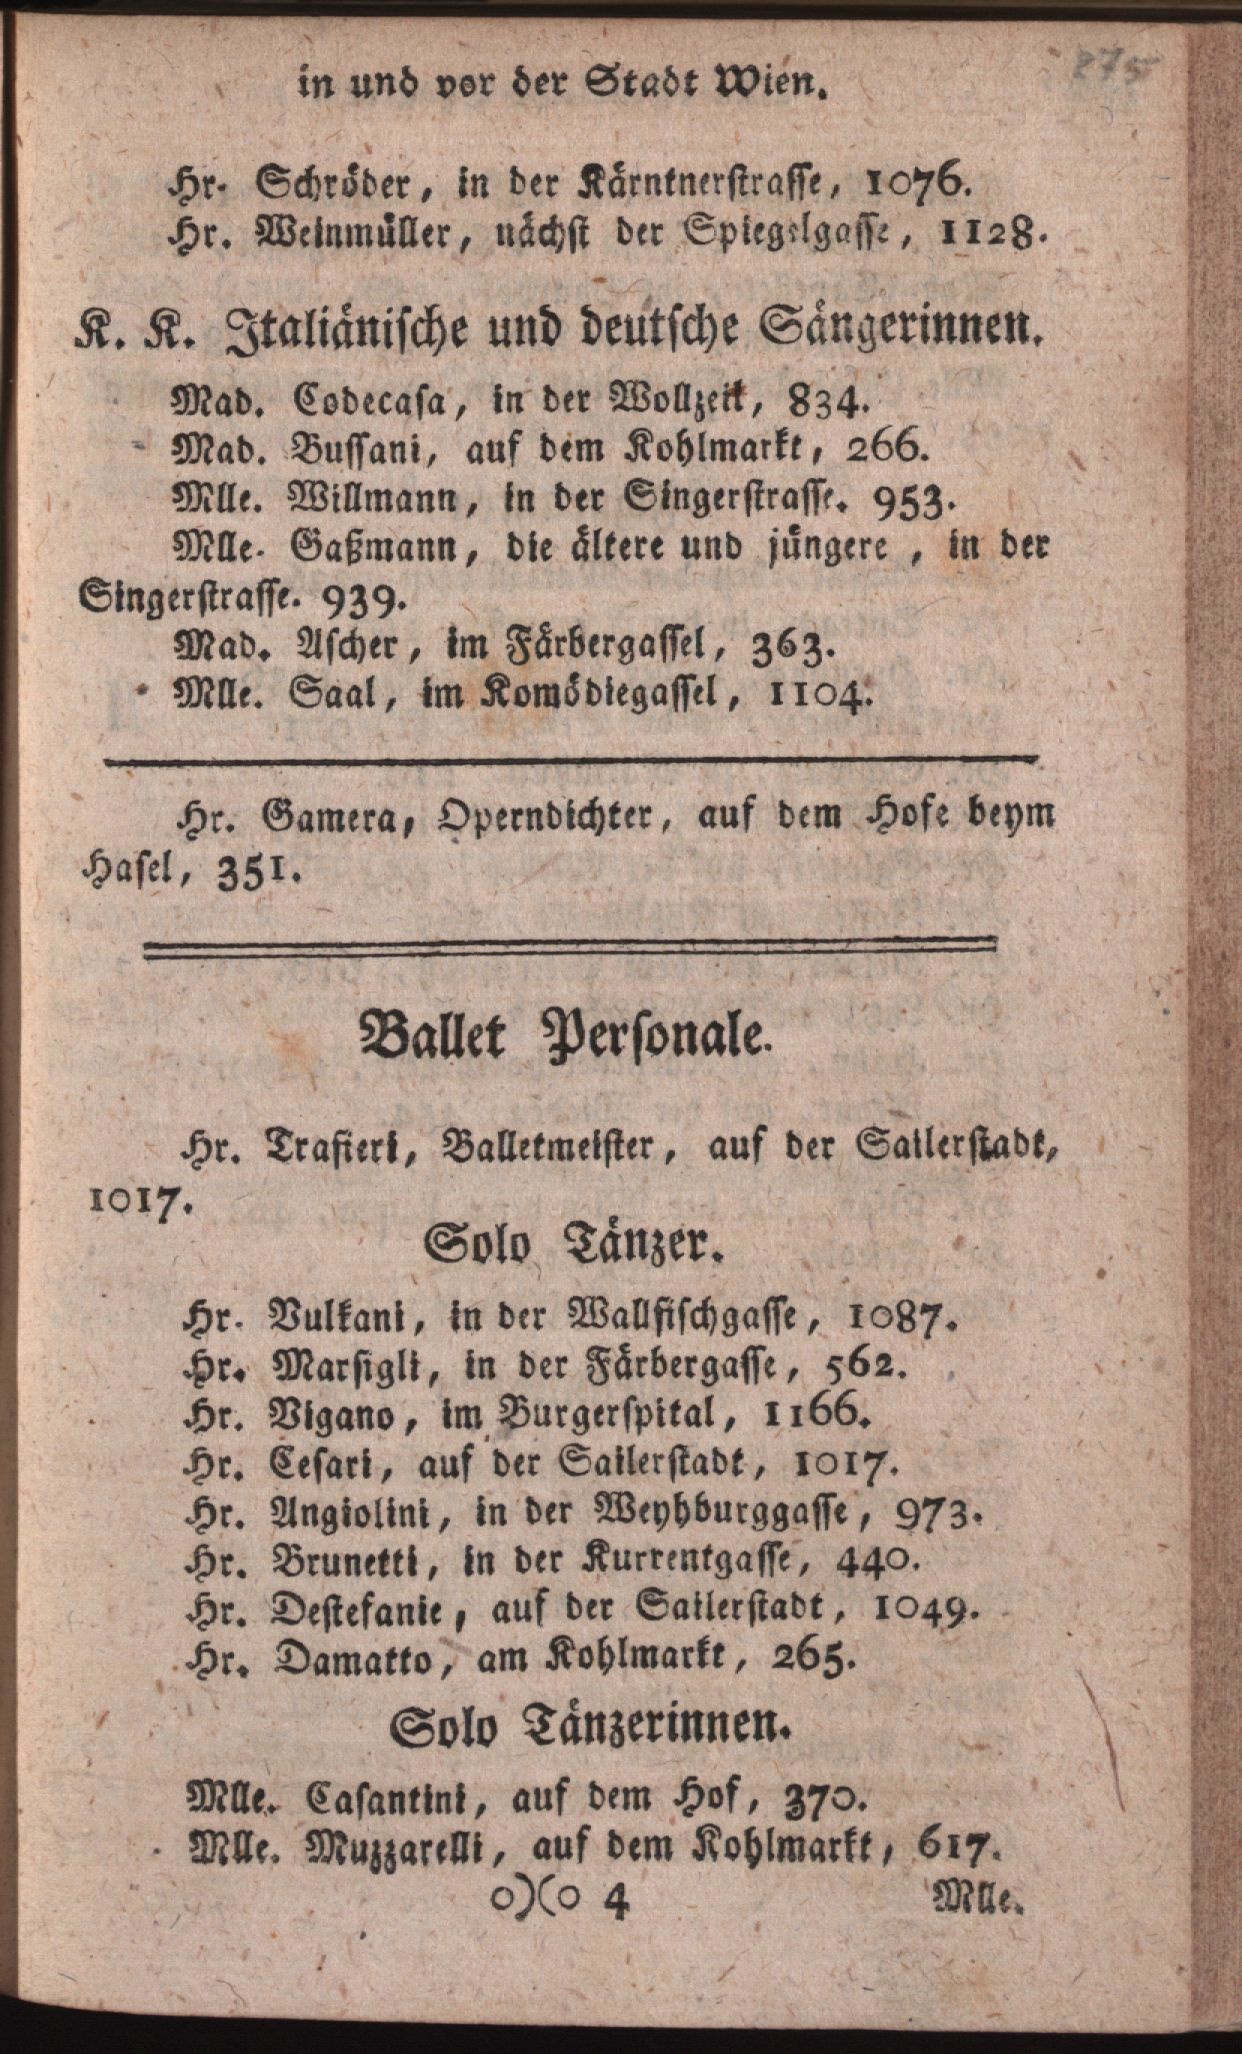 275
in und vor der Stadt Wien.
Hr. Schröder, in der Kärntnerstrasse, 1076.
Hr. Weinmüller, nächst der Spiegelgasse, 1128.
K. K. Italiänische und deutsche Sängerinnen.
Mad. Codecasa, in der Wollzeil, 834.
Mad. Bussani, auf dem Kohlmarkt, 266.
Mlle. Willmann, in der Singerstrasse. 953.
Mlle. Gaßmann, die ältere und jüngere, in der
Singerstrasse. 939.
Mad. Ascher, im Färbergassel, 363.
Mlle. Saal, im Komödiegassel, 1104.
Hr. Gamera, Operndichter, auf dem Hofe beym
Hasel, 351.
Ballet Personale.
Hr. Trafieri, Balletmeister, auf der Sailerstadt,
1017.
Solo Tänzer.
Hr. Vulkani, in der Wallfischgasse, 1087.
Hr. Marsigli, in der Färbergasse, 562.
Hr. Vigano, im Burgerspital, 1166.
Hr. Cesari, auf der Sailerstadt, 1017.
Hr. Angiolini, in der Weyhburggasse, 973.
Hr. Brunetti, in der Kurrentgasse, 440.
Hr. Destefanie, auf der Sailerstadt, 1049.
Hr. Damatto, am Kohlmarkt, 265.
Solo Tänzerinnen.
Mlle. Casantini, auf dem Hof, 370.
Mlle. Muzzarelli, auf dem Kohlmarkt, 617.
o)(o 4 Mlle.